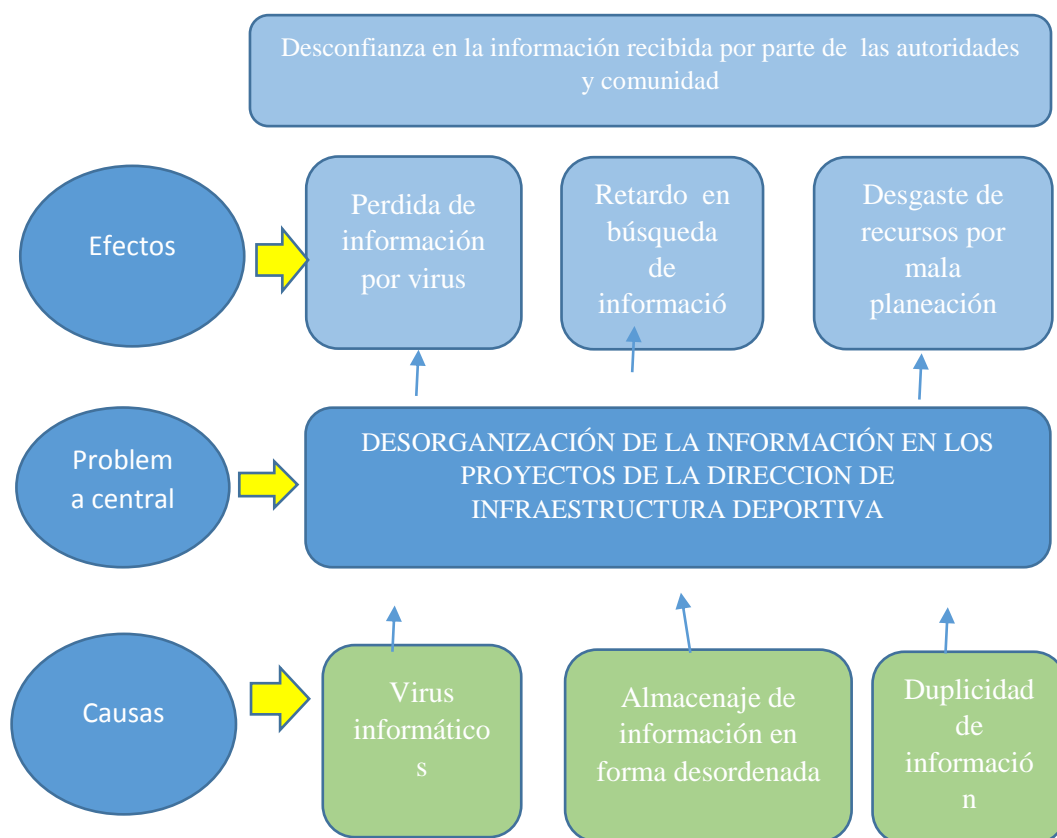 Desconfianza en la información recibida por parte de  las autoridades
y comunidad
Efectos
Perdida de
información
por virus
Retardo  en
búsqueda
de
informació
Desgaste de
recursos por
mala
planeación
Problem
a central
DESORGANIZACIÓN DE LA INFORMACIÓN EN LOS
PROYECTOS DE LA DIRECCION DE
INFRAESTRUCTURA DEPORTIVA
Causas
Virus
informático
s
Almacenaje de
información en
forma desordenada
Duplicidad
de
informació
n